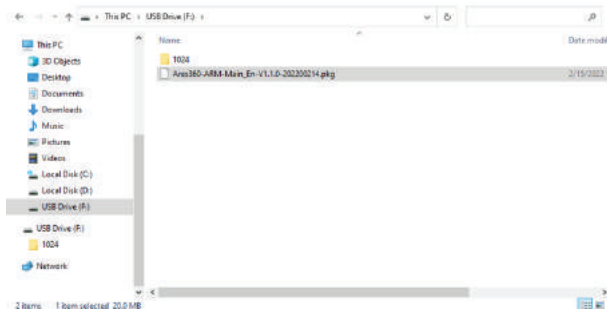 This PC > USB Drive (F:) >
Name
Date modi
This PC
3D Objects
Desktop
Documents
Downloads
Music
Pictures
Videos
Local Disk (C:)
Local Disk (D:)
USB Drive (F:)
USB Drive (F:)
1024
Network
1024
Ares360-ARM-Main_En-V1.1.0-202200214.pkg
2/15/2022
2 items
1 item selected 20.0 MB